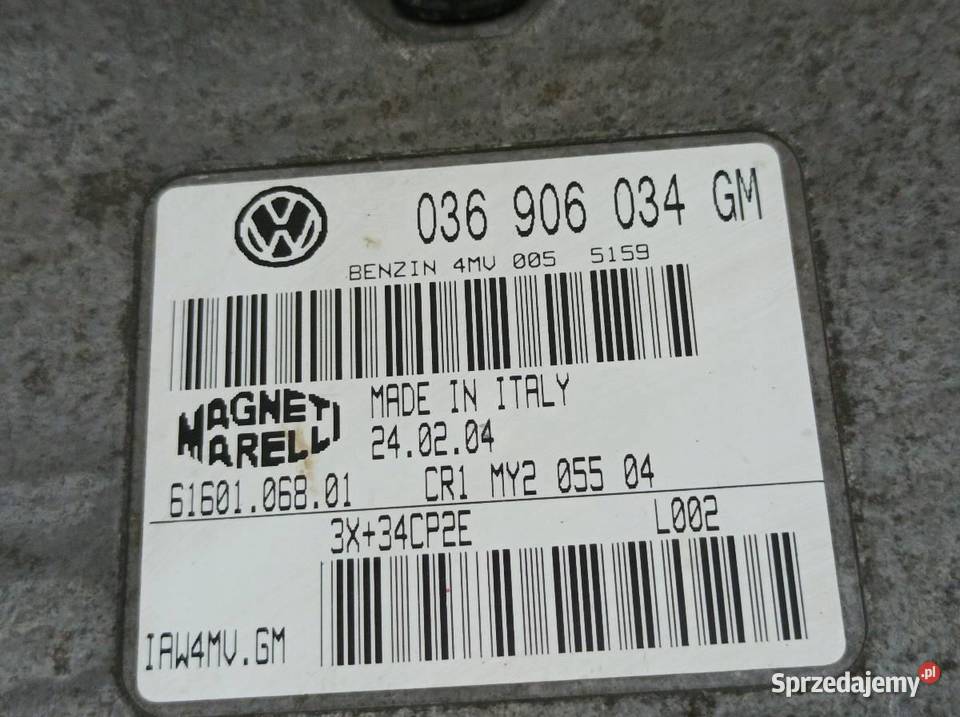 036 906 034 GM
BENZIN 4MV 005 5159
MAGNETI
MARELLI
MADE IN ITALY
24.02.04
61601.068.01 CR1 MY2 055 04
3X+34CP2E L002
IAW4MV.GM
Sprzedajemy.pl